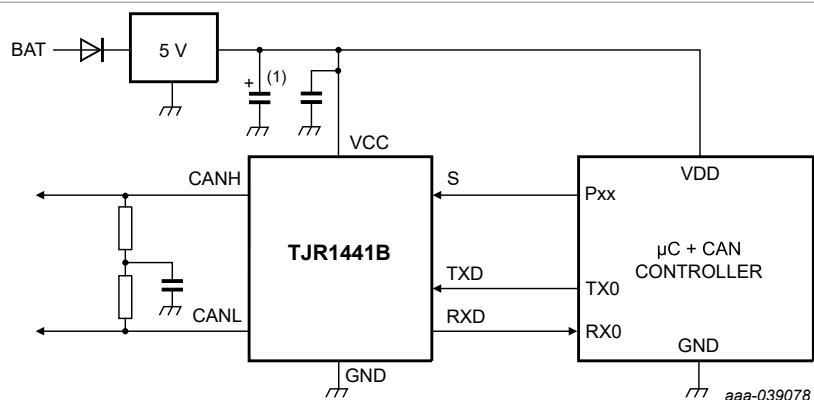 BAT
5 V
+
(1)
VCC
VDD
CANH
S
Pxx
TJR1441B
µC + CAN
CONTROLLER
TXD
TX0
CANL
RXD
RX0
GND
GND
aaa-039078